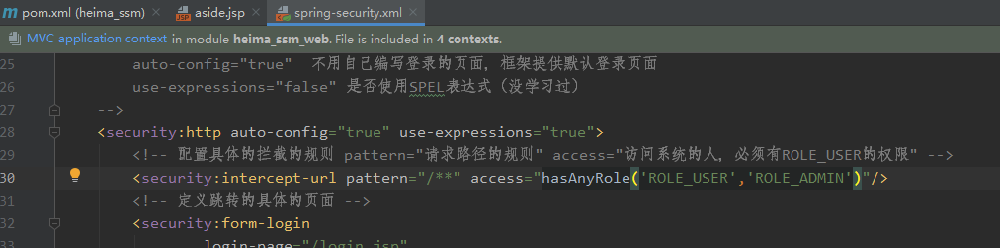 pom.xml (heima_ssm) × aside.jsp × spring-security.xml ×
MVC application context in module heima_ssm_web. File is included in 4 contexts.
25 auto-config="true" 不用自己编写登录的页面，框架提供默认登录页面
26 use-expressions="false" 是否使用SPEL表达式（没学习过）
27 -->
28 <security:http auto-config="true" use-expressions="true">
29 <!-- 配置具体的拦截的规则 pattern="请求路径的规则" access="访问系统的人，必须有ROLE_USER的权限" -->
30 <security:intercept-url pattern="/**" access="hasAnyRole('ROLE_USER','ROLE_ADMIN')"/>
31 <!-- 定义跳转的具体的页面 -->
32 <security:form-login
login-page="/login.jsp"